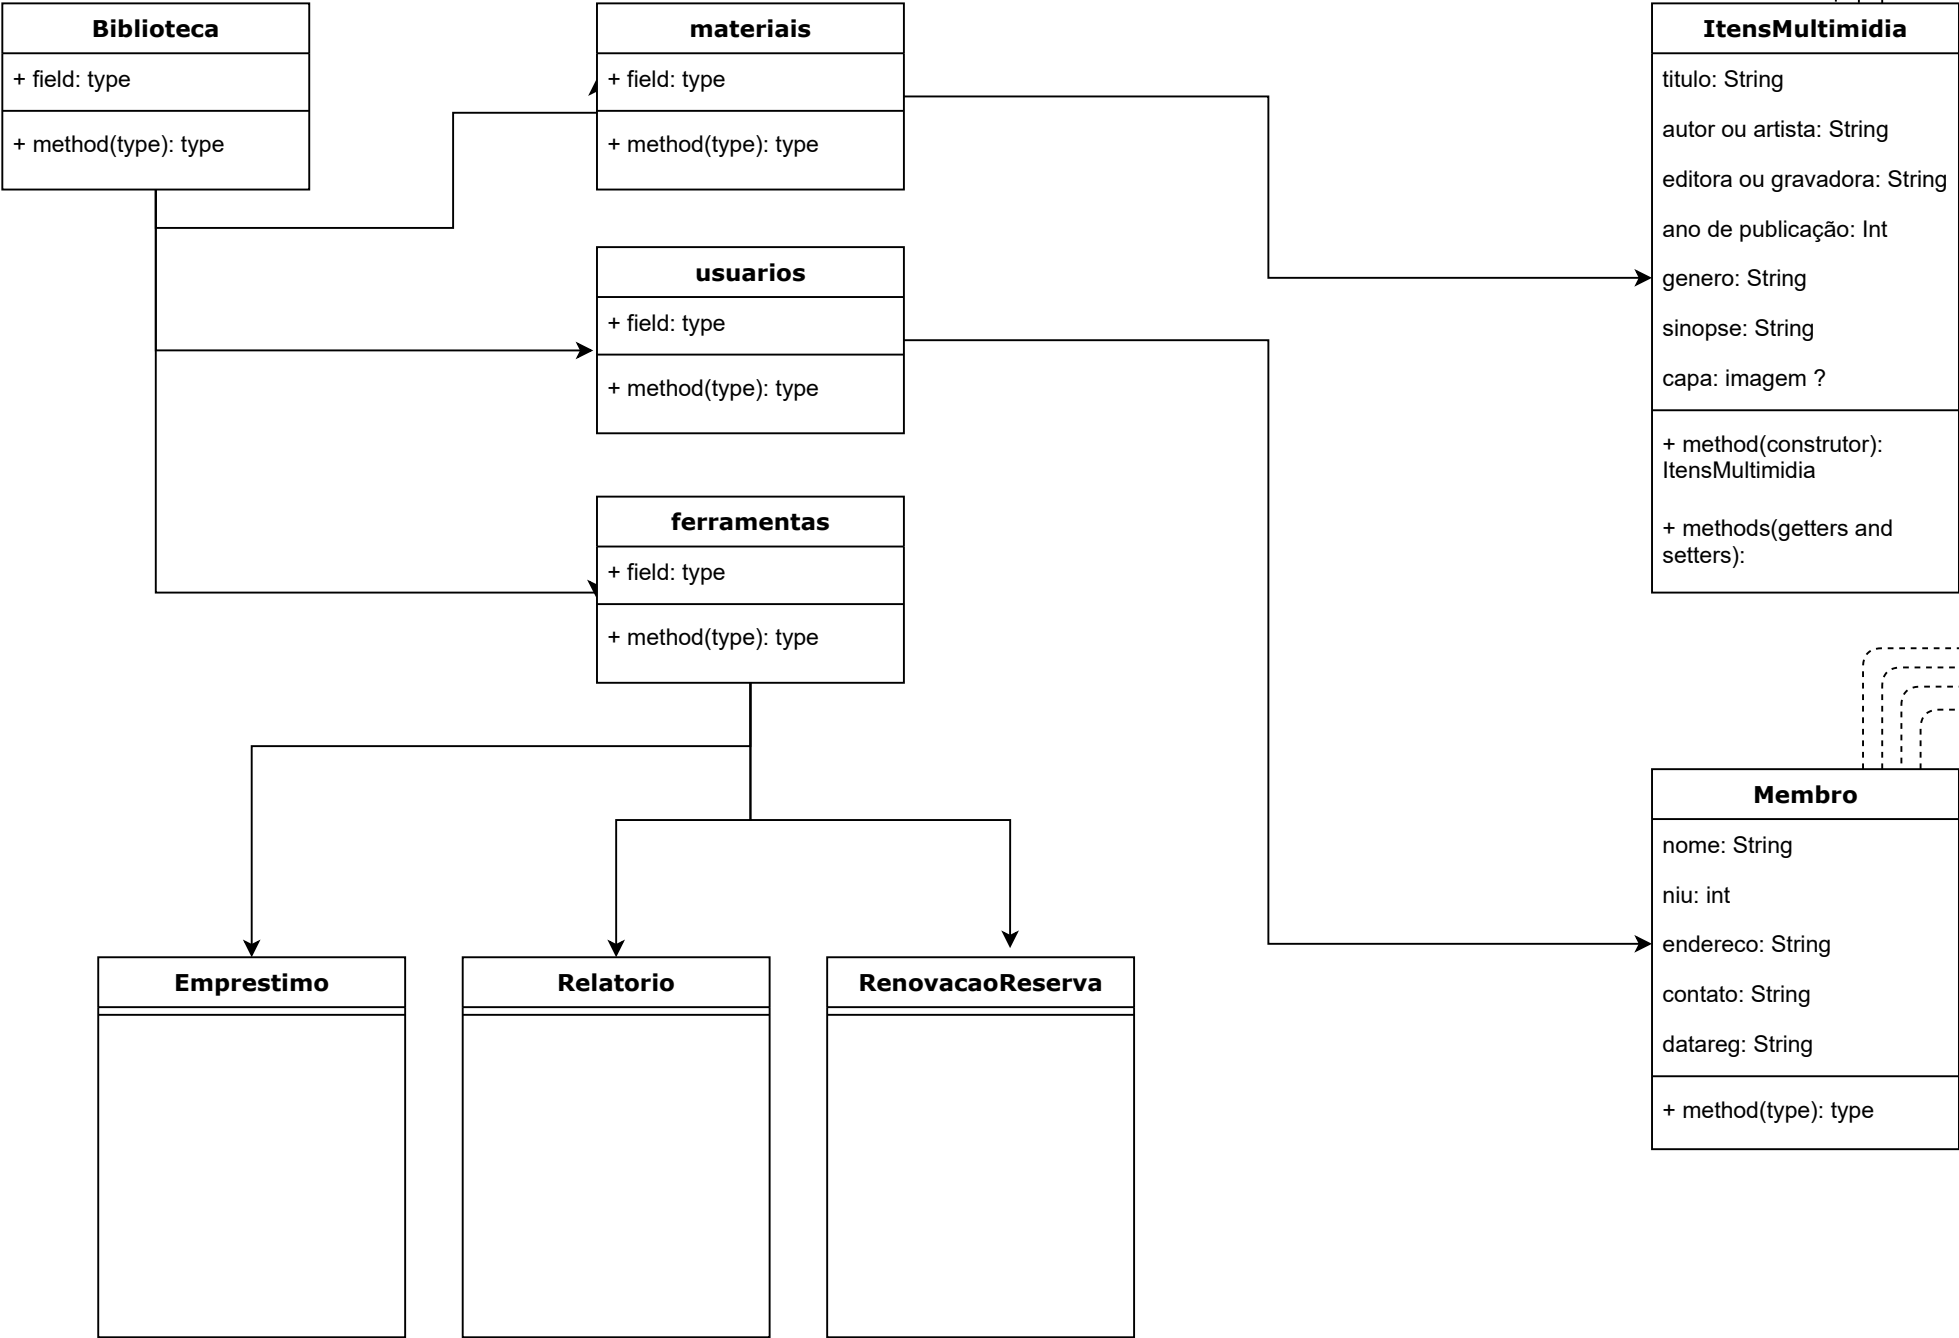 Biblioteca
+ field: type
+ method(type): type
materiais
+ field: type
+ method(type): type
usuarios
+ field: type
+ method(type): type
ferramentas
+ field: type
+ method(type): type
Emprestimo
Relatorio
RenovacaoReserva
ItensMultimidia
titulo: String
autor ou artista: String
editora ou gravadora: String
ano de publicação: Int
genero: String
sinopse: String
capa: imagem ?
+ method(construtor):
ItensMultimidia
+ methods(getters and
setters):
Membro
nome: String
niu: int
endereco: String
contato: String
datareg: String
+ method(type): type